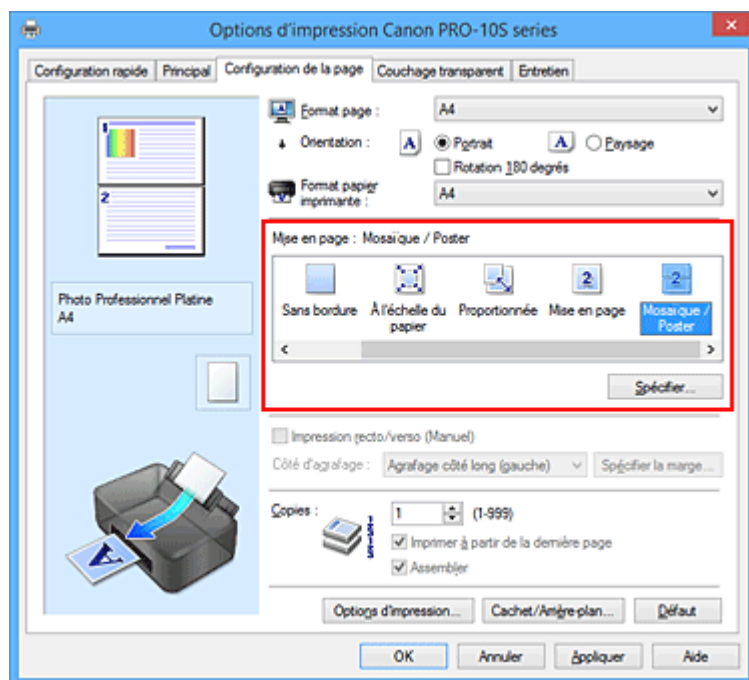 Options d'impression Canon PRO-10S series
Configuration rapide Principal Configuration de la page Couchage transparent Entretien
Format page : A4
Orientation : A Portrait A Paysage
Rotation 180 degrés
Format papier imprimante : A4
1
2
Photo Professionnel Platine
A4
Mise en page : Mosaïque / Poster
2 2
Sans bordure À l'échelle du papier Proportionnée Mise en page Mosaïque / Poster
Spécifier...
Impression recto/verso (Manuel)
Côté d'agrafage : Agrafage côté long (gauche) Spécifier la marge...
Copies : 1 (1-999)
Imprimer à partir de la dernière page
Assembler
A
Options d'impression... Cachet/Arrière-plan... Défaut
OK Annuler Appliquer Aide